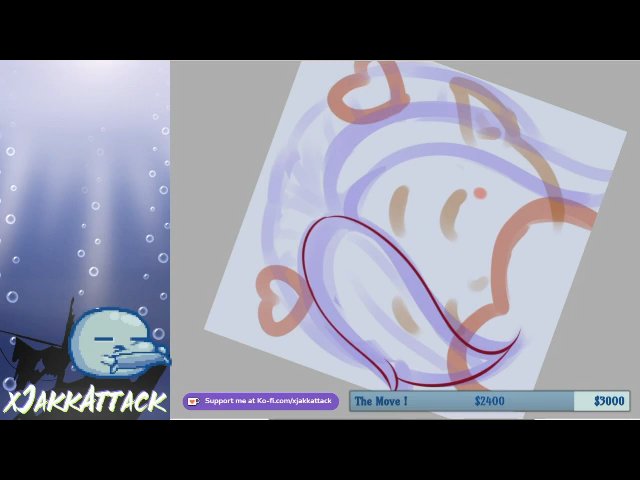 xJakkAttack
Support me at Ko-fi.com/xjakkattack
The Move ! $2400 $3000